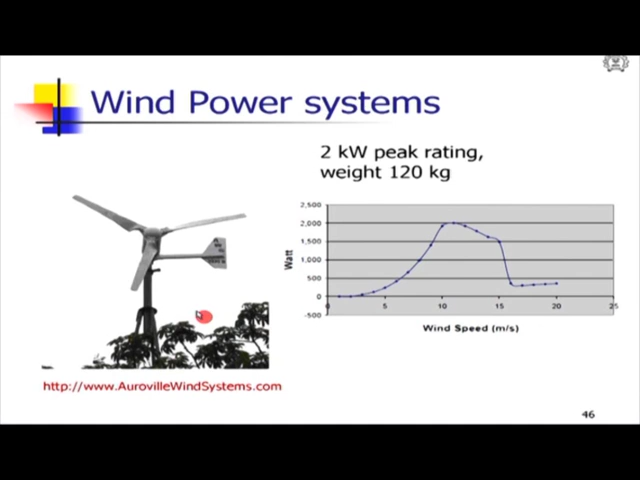 Wind Power systems
2 kW peak rating,
weight 120 kg
2,500
2,000
1,500
1,000
500
0
-500
Watt
0
5
10
15
20
25
Wind Speed (m/s)
http://www.AurovilleWindSystems.com
46